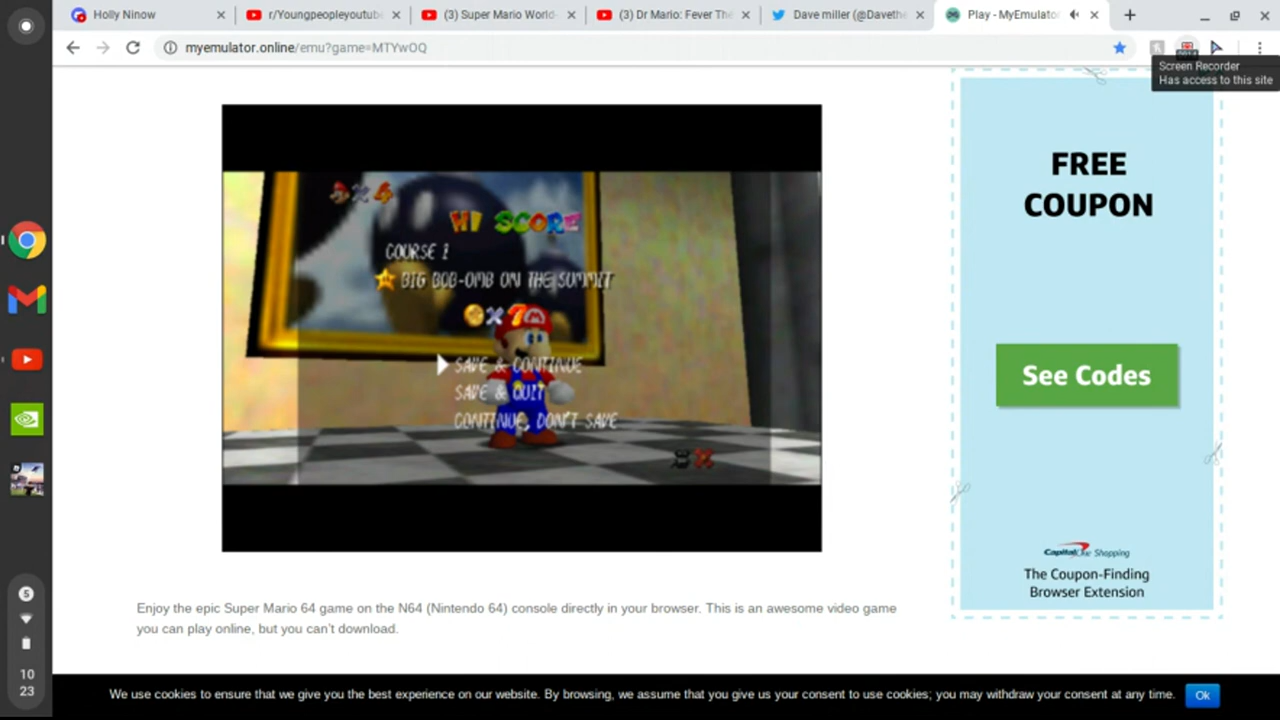 Holly Ninow
r/Youngpeopleyoutube
(3) Super Mario World-
(3) Dr Mario: Fever The
Dave miller (@Davethe
Play - MyEmulator
myemulator.online/emu?game=MTYwOQ
Screen Recorder
Has access to this site
FREE
COUPON
See Codes
Capital One Shopping
The Coupon-Finding
Browser Extension
x 4
HI SCORE
COURSE 1
BIG BOB-OMB ON THE SUMMIT
x 7
SAVE & CONTINUE
SAVE & QUIT
CONTINUE, DON'T SAVE
Enjoy the epic Super Mario 64 game on the N64 (Nintendo 64) console directly in your browser. This is an awesome video game
you can play online, but you can't download.
5
10
23
We use cookies to ensure that we give you the best experience on our website. By browsing, we assume that you give us your consent to use cookies; you may withdraw your consent at any time.
Ok